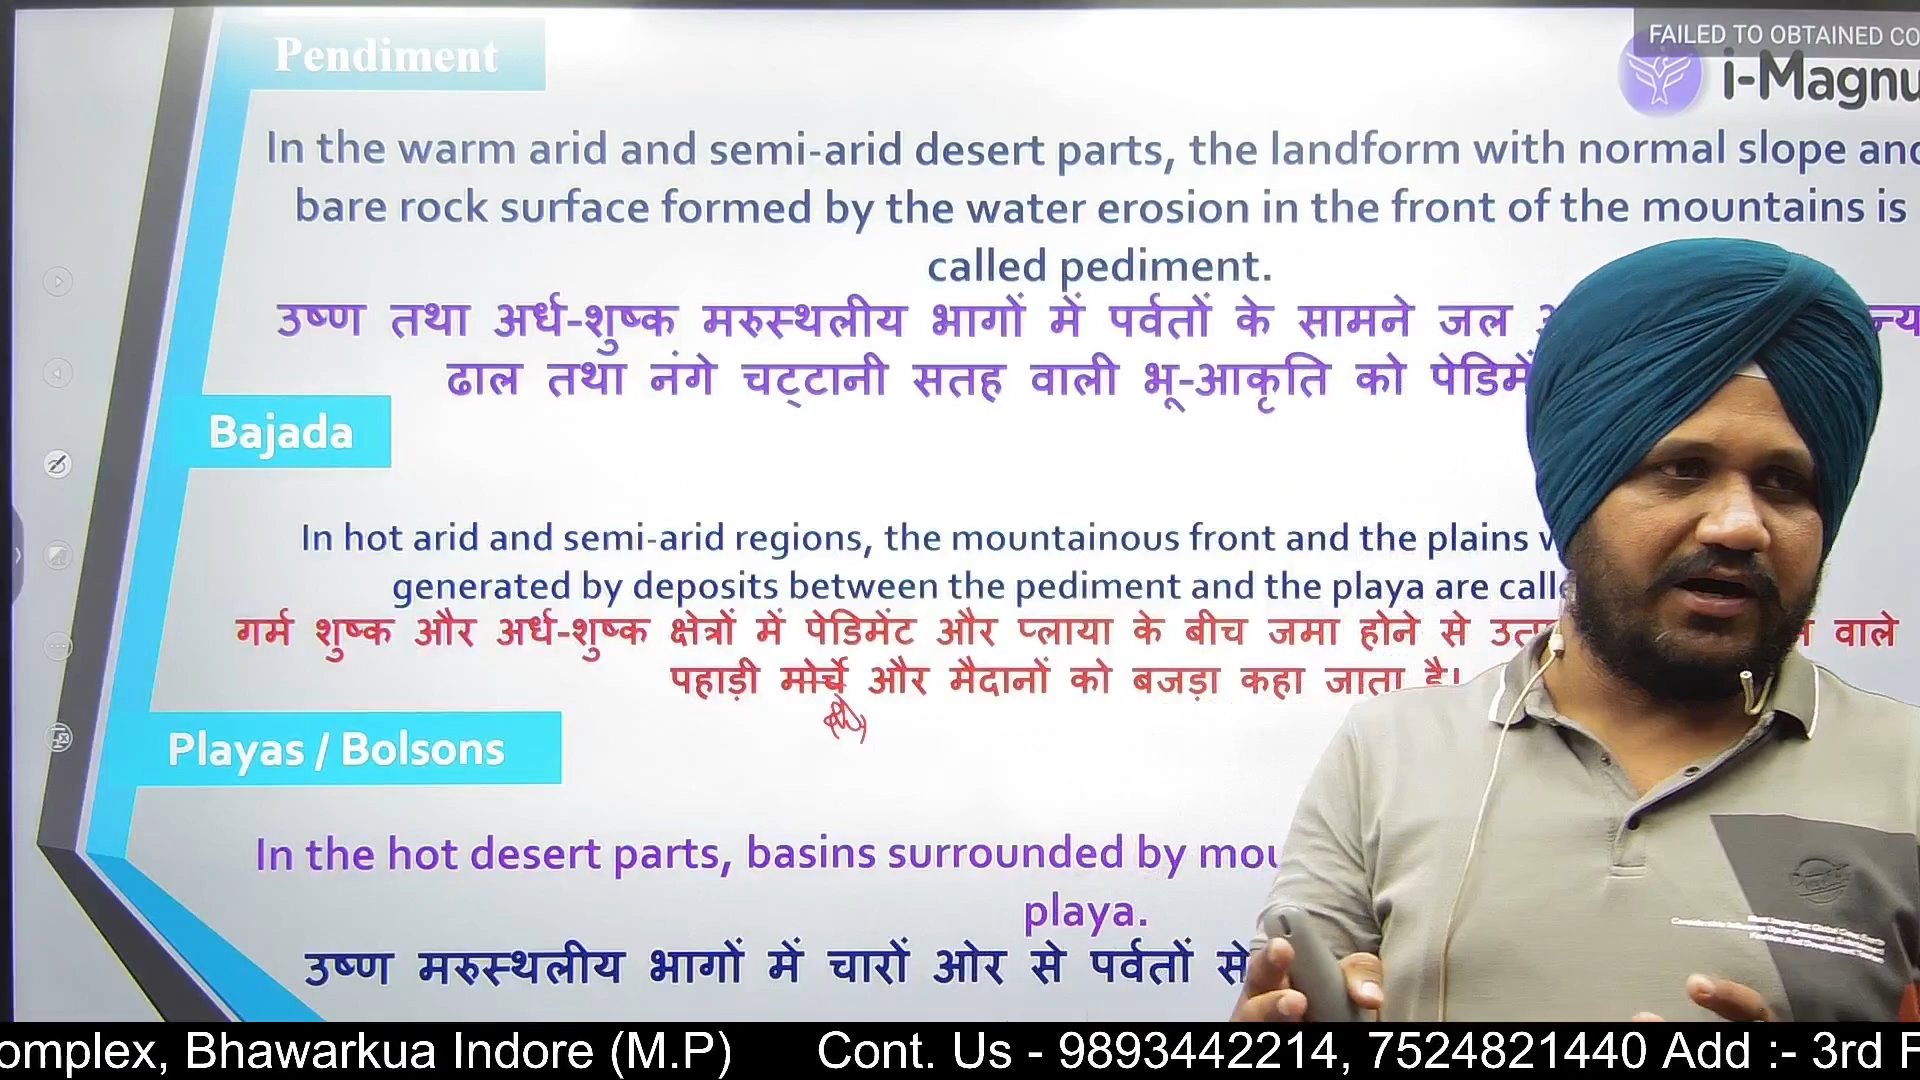 Pendiment
FAILED TO OBTAINED CO
i-Magnu
In the warm arid and semi-arid desert parts, the landform with normal slope and
bare rock surface formed by the water erosion in the front of the mountains is
called pediment.
उष्ण तथा अर्ध-शुष्क मरुस्थलीय भागों में पर्वतों के सामने जल
ढाल तथा नंगे चट्टानी सतह वाली भू-आकृति को
Bajada
In hot arid and semi-arid regions, the mountainous front and the plains
generated by deposits between the pediment and the playa are
गर्म शुष्क और अर्ध-शुष्क क्षेत्रों में पेडिमेंट और प्लाया के बीच जमा होने से वाले
पहाड़ी मोर्चे और मैदानों को बजड़ा कहा जाता है।
Playas / Bolsons
In the hot desert parts, basins surrounded by
playa.
उष्ण मरुस्थलीय भागों में चारों ओर से पर्वतों से
omplex, Bhawarkua Indore (M.P) Cont. Us - 9893442214, 7524821440 Add :- 3rd F